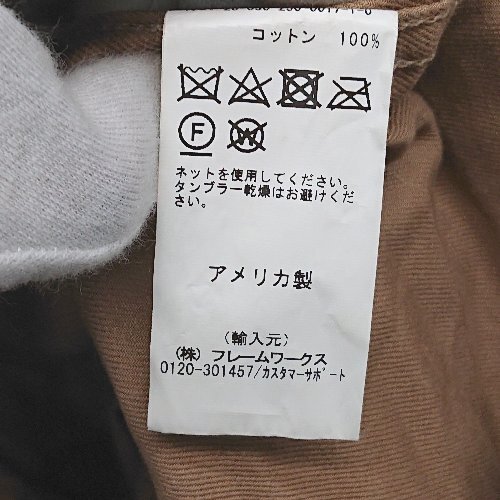 コットン 100%
F
W
ネットを使用してください。
タンブラー乾燥はお避けくだ
さい。
アメリカ製
(輸入元)
(株) フレームワークス
0120-301457/カスタマーサポート